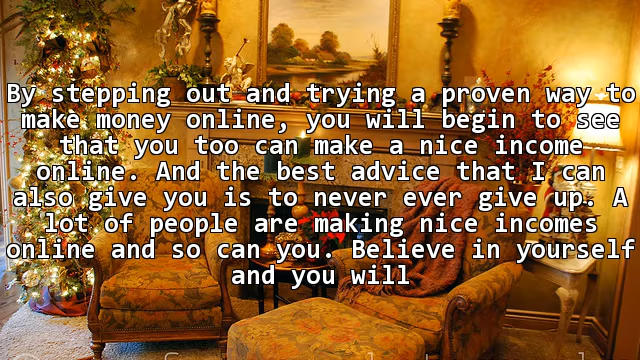 By stepping out and trying a proven way to
make money online, you will begin to see
that you too can make a nice income
online. And the best advice that I can
also give you is to never ever give up. A
lot of people are making nice incomes
online and so can you. Believe in yourself
and you will